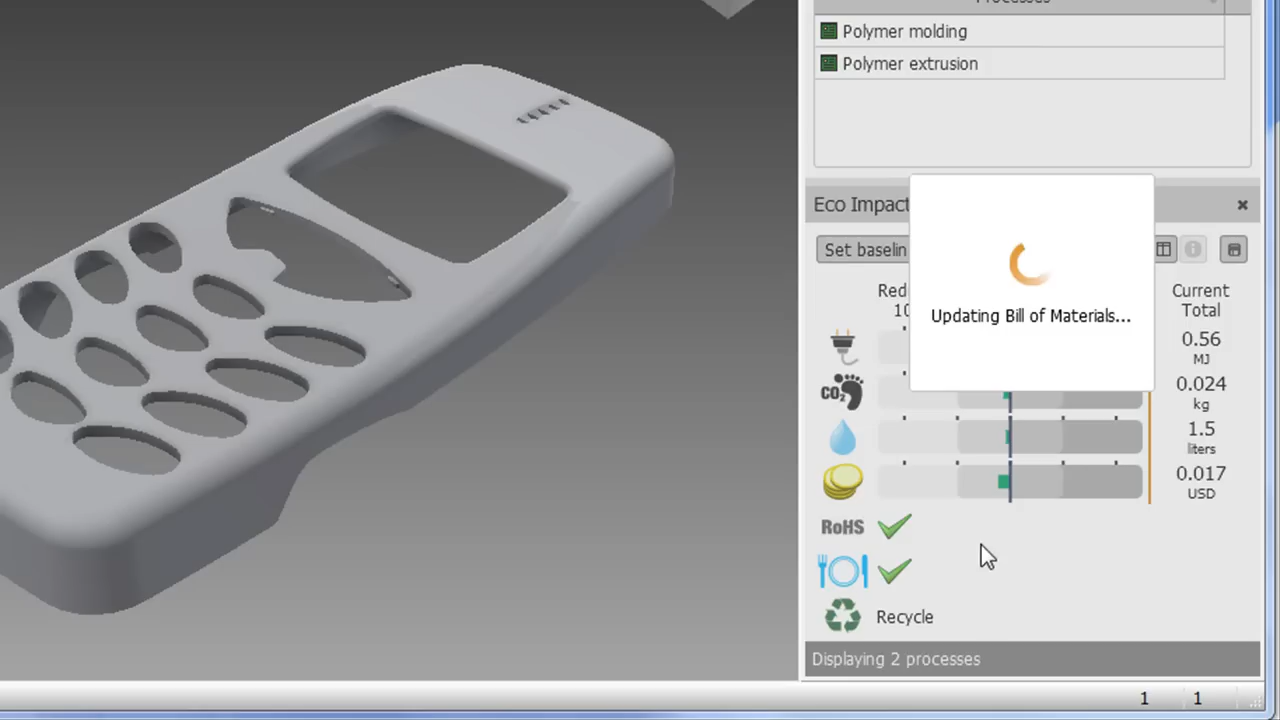 Processes
Polymer molding
Polymer extrusion
Eco Impact
Set baselin
Updating Bill of Materials...
Red
10
Current
Total
0.56
MJ
CO2
0.024
kg
1.5
liters
0.017
USD
RoHS
Recycle
Displaying 2 processes
1 1